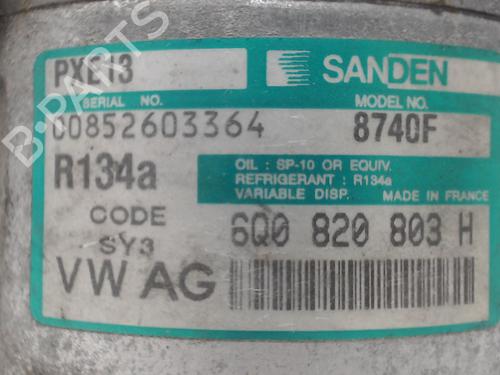 PXE13
SANDEN
SERIAL NO.
MODEL NO.
00852603364
8740F
R134a
OIL : SP-10 OR EQUIV.
REFRIGERANT : R134a
VARIABLE DISP. MADE IN FRANCE
CODE
SY3
6Q0 820 803 H
VW AG
B-PARTS